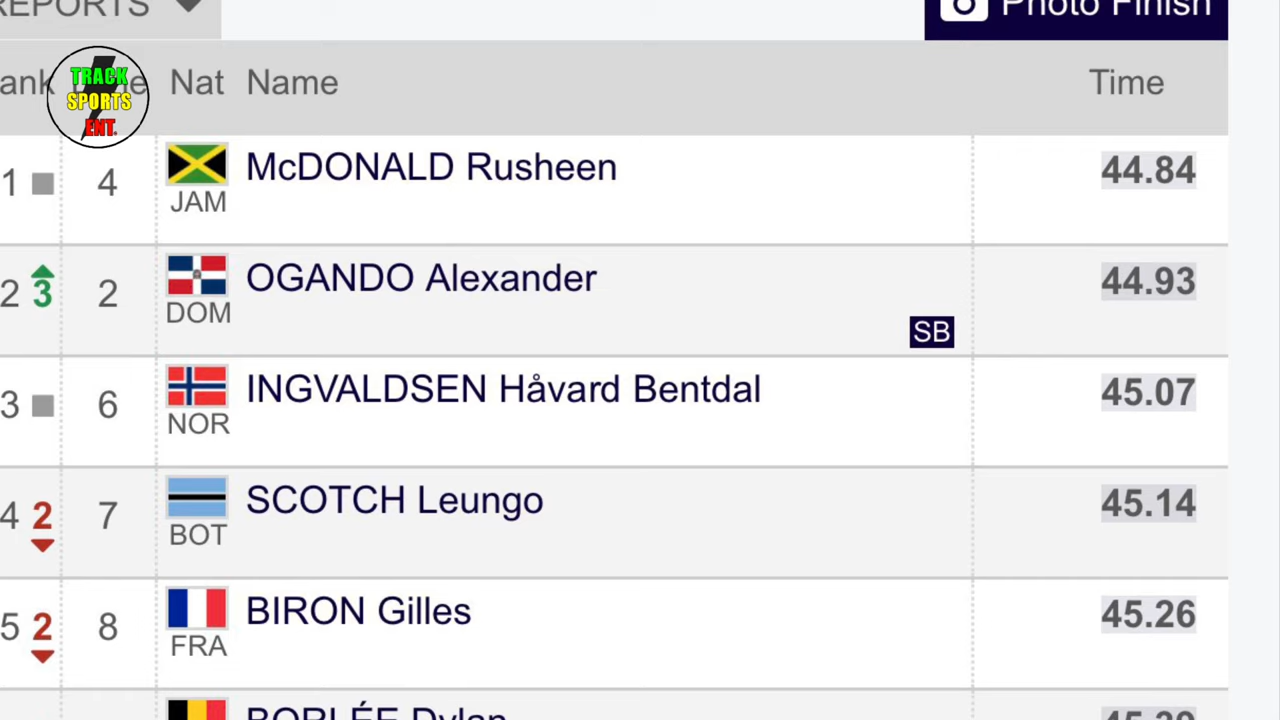 REPORTS
Photo Finish
TRACK
SPORTS
ENT.
ank Nat Name Time
1 4 JAM McDONALD Rusheen 44.84
2 3 2 DOM OGANDO Alexander 44.93
SB
3 6 NOR INGVALDSEN Håvard Bentdal 45.07
4 2 7 BOT SCOTCH Leungo 45.14
5 2 8 FRA BIRON Gilles 45.26
BORLÉE Dylan